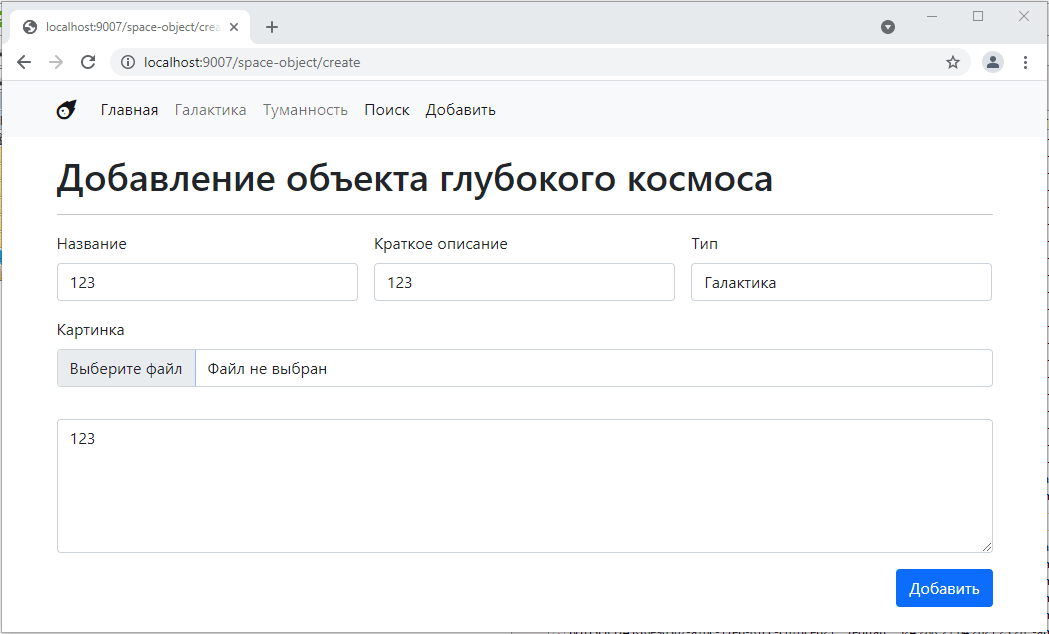 localhost:9007/space-object/crea
localhost:9007/space-object/create
Главная Галактика Туманность Поиск Добавить
Добавление объекта глубокого космоса
Название Краткое описание Тип
123 123 Галактика
Картинка
Выберите файл Файл не выбран
123
Добавить